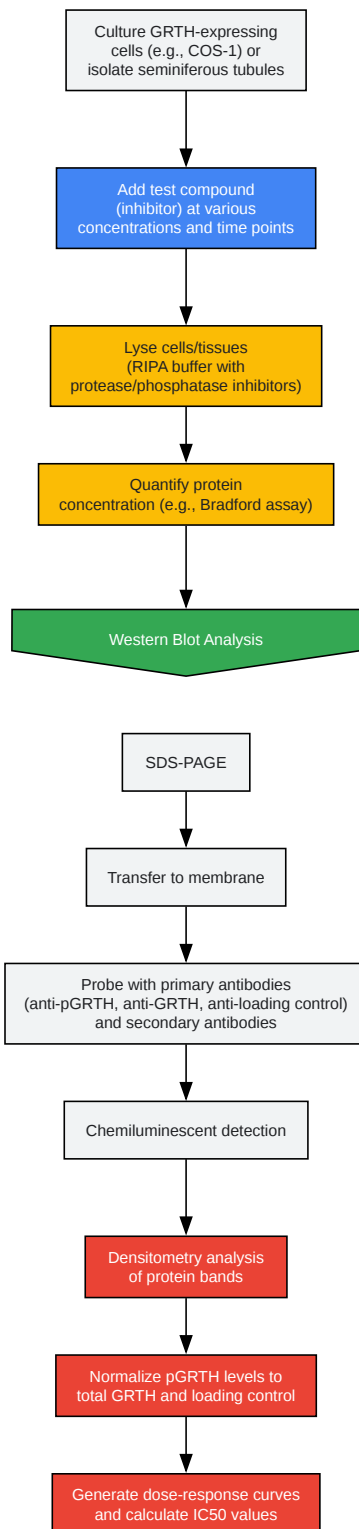 Culture GRTH-expressing
cells (e.g., COS-1) or
isolate seminiferous tubules
Add test compound
(inhibitor) at various
concentrations and time points
Lyse cells/tissues
(RIPA buffer with
protease/phosphatase inhibitors)
Quantify protein
concentration (e.g., Bradford assay)
Western Blot Analysis
SDS-PAGE
Transfer to membrane
Probe with primary antibodies
(anti-pGRTH, anti-GRTH, anti-loading control)
and secondary antibodies
Chemiluminescent detection
Densitometry analysis
of protein bands
Normalize pGRTH levels to
total GRTH and loading control
Generate dose-response curves
and calculate IC50 values